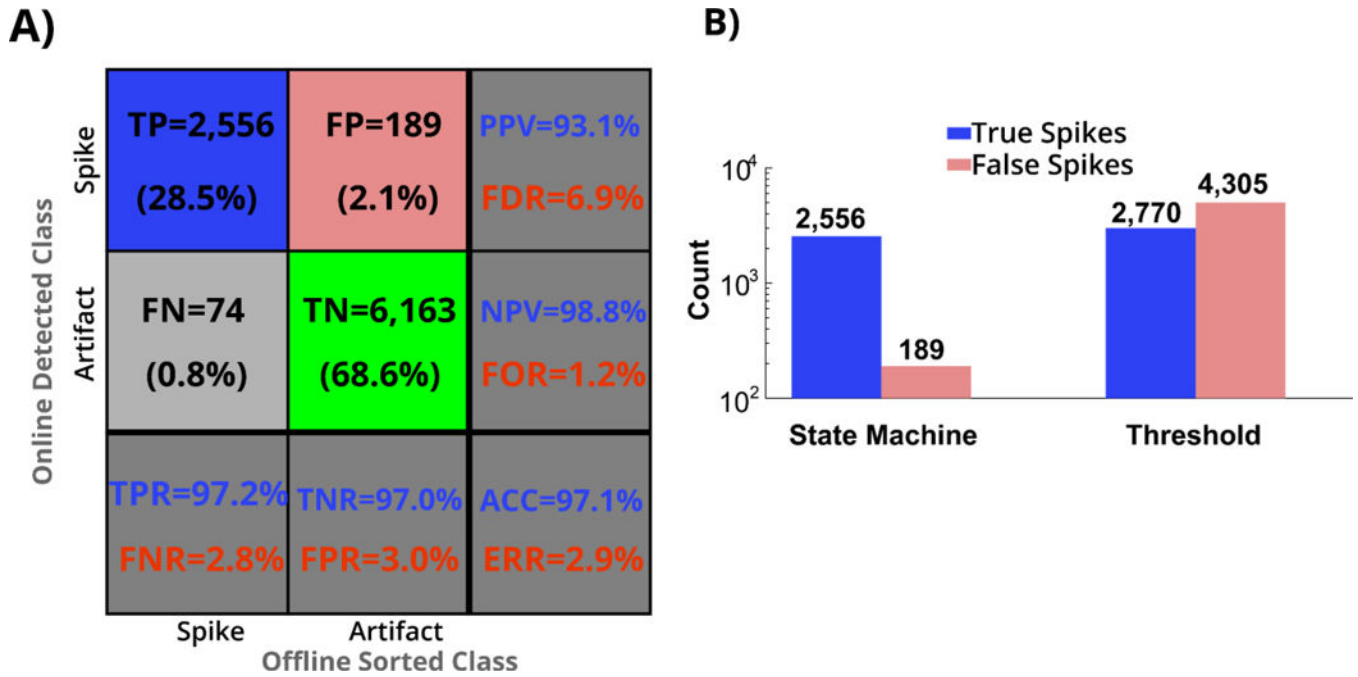 A)
TP=2,556
(28.5%)
FP=189
(2.1%)
PPV=93.1%
FDR=6.9%
FN=74
(0.8%)
TN=6,163
(68.6%)
NPV=98.8%
FOR=1.2%
TPR=97.2%
FNR=2.8%
TNR=97.0%
FPR=3.0%
ACC=97.1%
ERR=2.9%
Spike
Artifact
Online Detected Class
Spike
Artifact
Offline Sorted Class
B)
True Spikes
False Spikes
10^4
10^3
10^2
Count
2,556
189
2,770
4,305
State Machine
Threshold